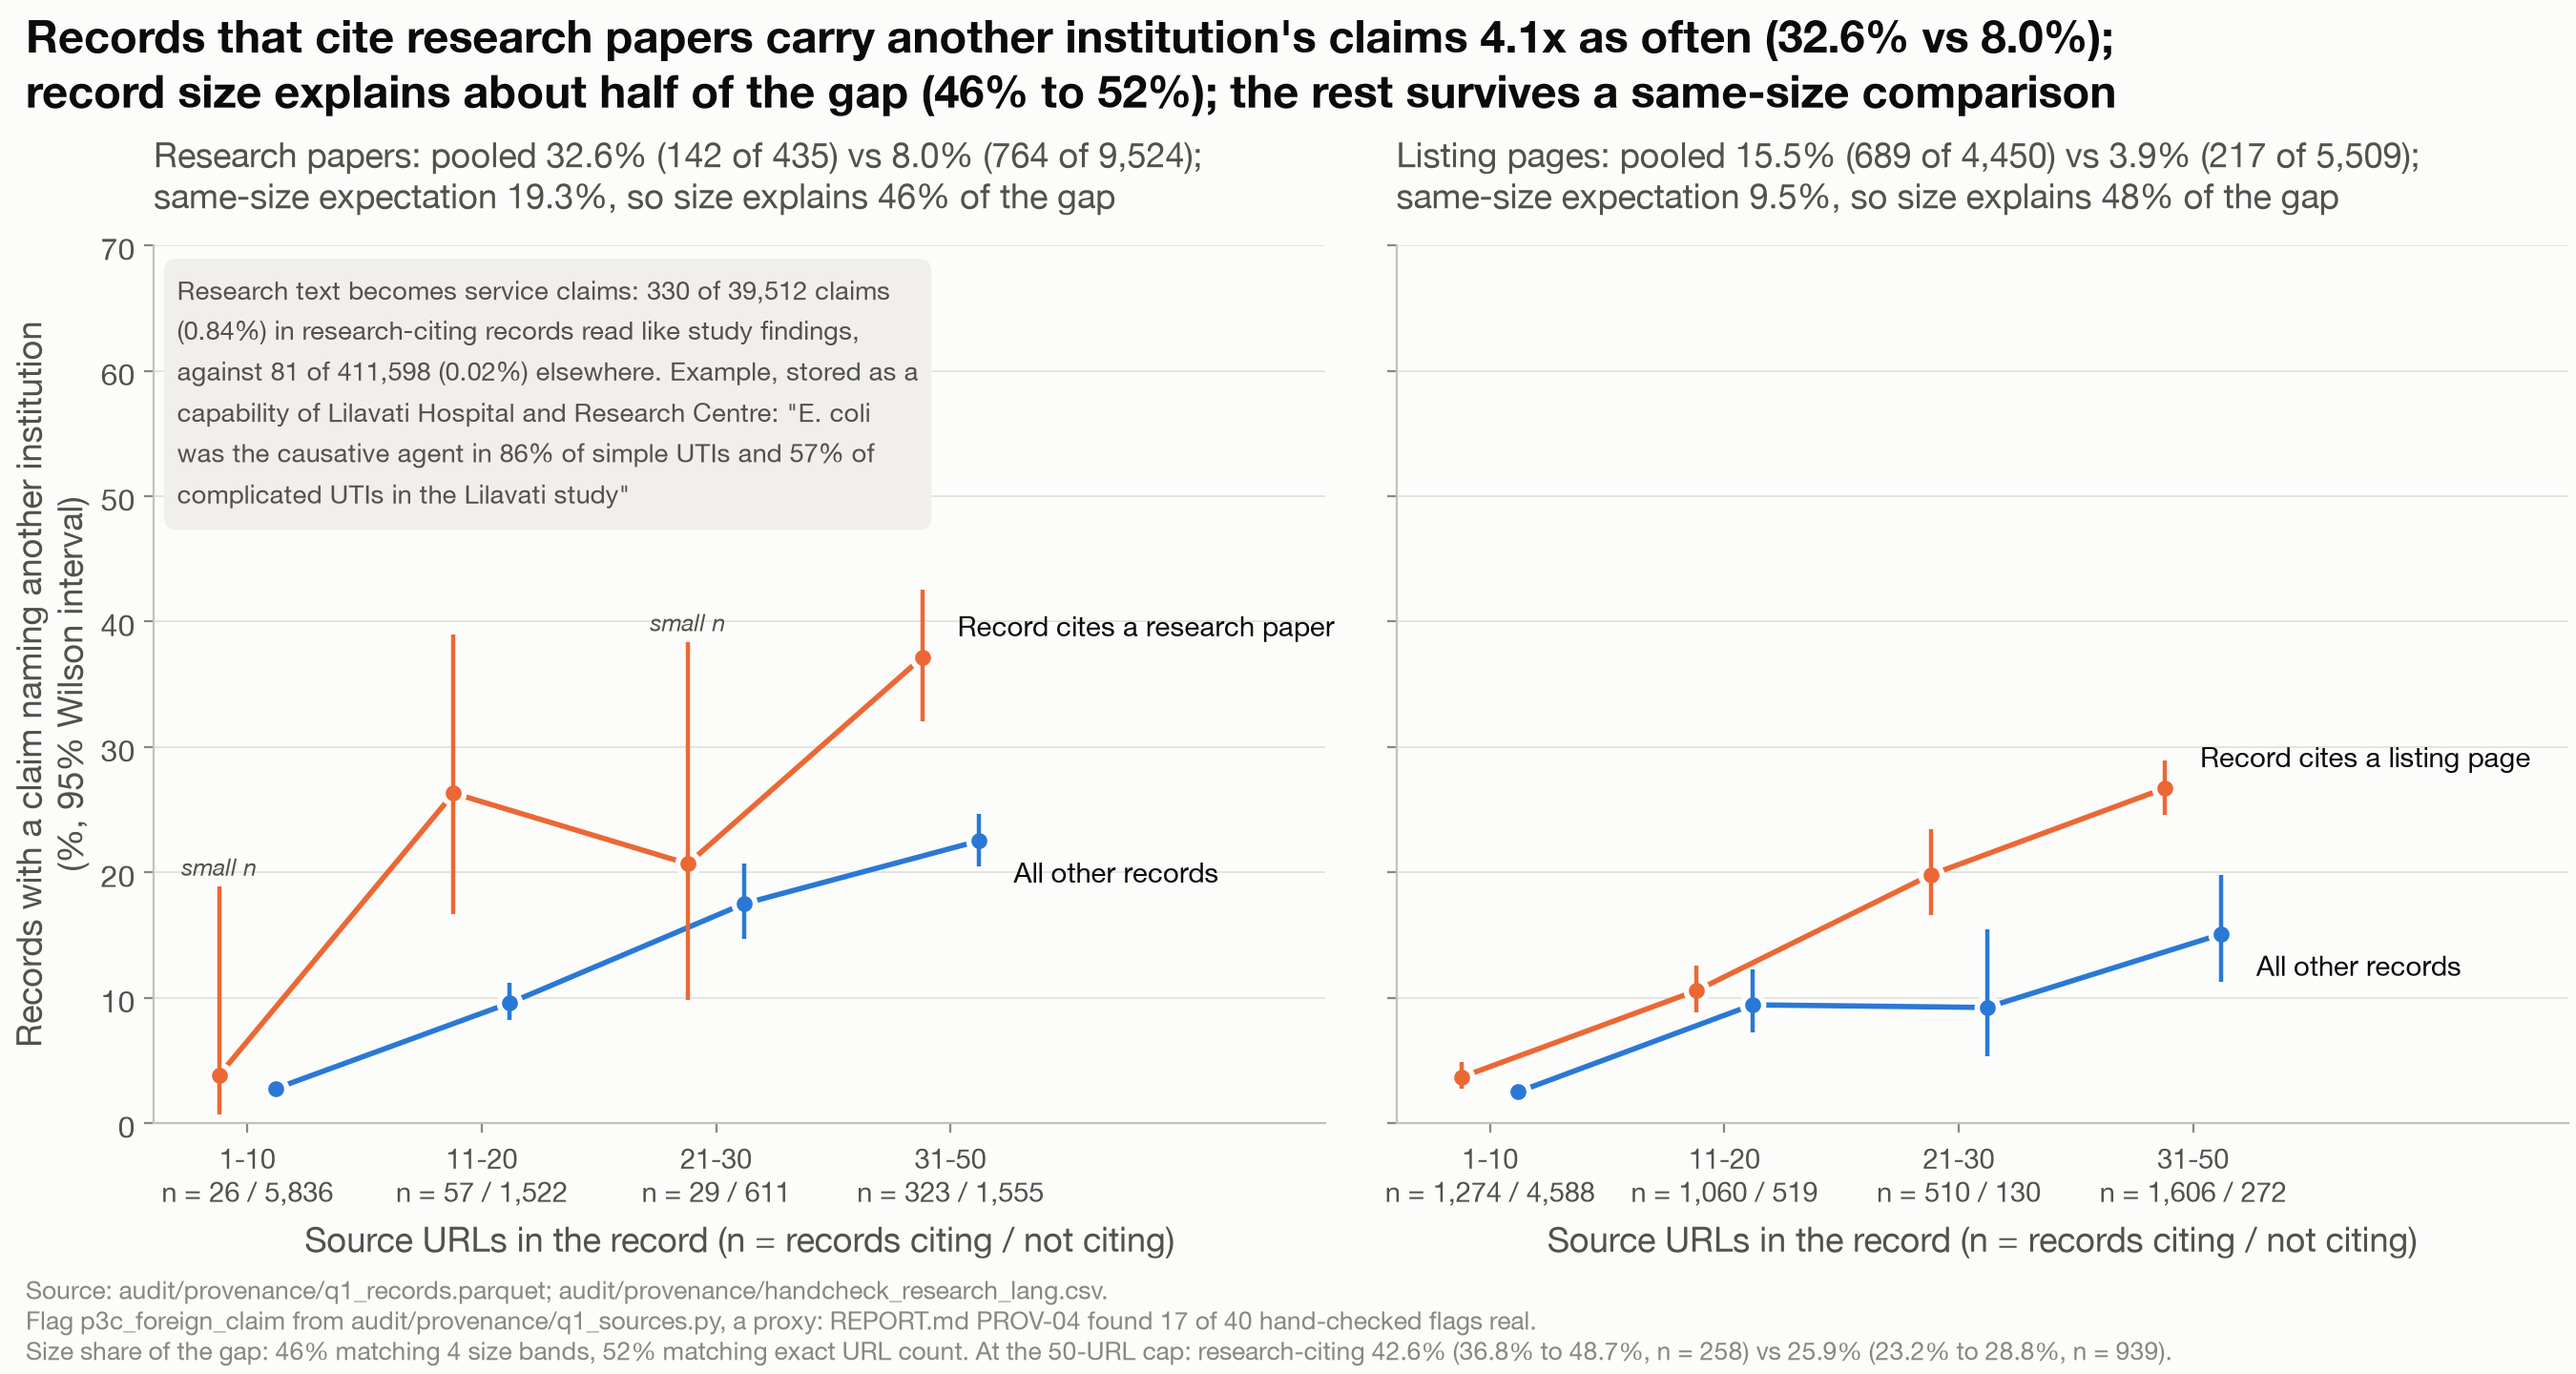 Records that cite research papers carry another institution's claims 4.1x as often (32.6% vs 8.0%);
record size explains about half of the gap (46% to 52%); the rest survives a same-size comparison
Research papers: pooled 32.6% (142 of 435) vs 8.0% (764 of 9,524);
same-size expectation 19.3%, so size explains 46% of the gap
Records with a claim naming another institution
(%, 95% Wilson interval)
70
60
50
40
30
20
10
0
Research text becomes service claims: 330 of 39,512 claims
(0.84%) in research-citing records read like study findings,
against 81 of 411,598 (0.02%) elsewhere. Example, stored as a
capability of Lilavati Hospital and Research Centre: "E. coli
was the causative agent in 86% of simple UTIs and 57% of
complicated UTIs in the Lilavati study"
small n
small n
Record cites a research paper
All other records
1-10
n = 26 / 5,836
11-20
n = 57 / 1,522
21-30
n = 29 / 611
31-50
n = 323 / 1,555
Source URLs in the record (n = records citing / not citing)
Listing pages: pooled 15.5% (689 of 4,450) vs 3.9% (217 of 5,509);
same-size expectation 9.5%, so size explains 48% of the gap
Record cites a listing page
All other records
1-10
n = 1,274 / 4,588
11-20
n = 1,060 / 519
21-30
n = 510 / 130
31-50
n = 1,606 / 272
Source URLs in the record (n = records citing / not citing)
Source: audit/provenance/q1_records.parquet; audit/provenance/handcheck_research_lang.csv.
Flag p3c_foreign_claim from audit/provenance/q1_sources.py, a proxy: REPORT.md PROV-04 found 17 of 40 hand-checked flags real.
Size share of the gap: 46% matching 4 size bands, 52% matching exact URL count. At the 50-URL cap: research-citing 42.6% (36.8% to 48.7%, n = 258) vs 25.9% (23.2% to 28.8%, n = 939).